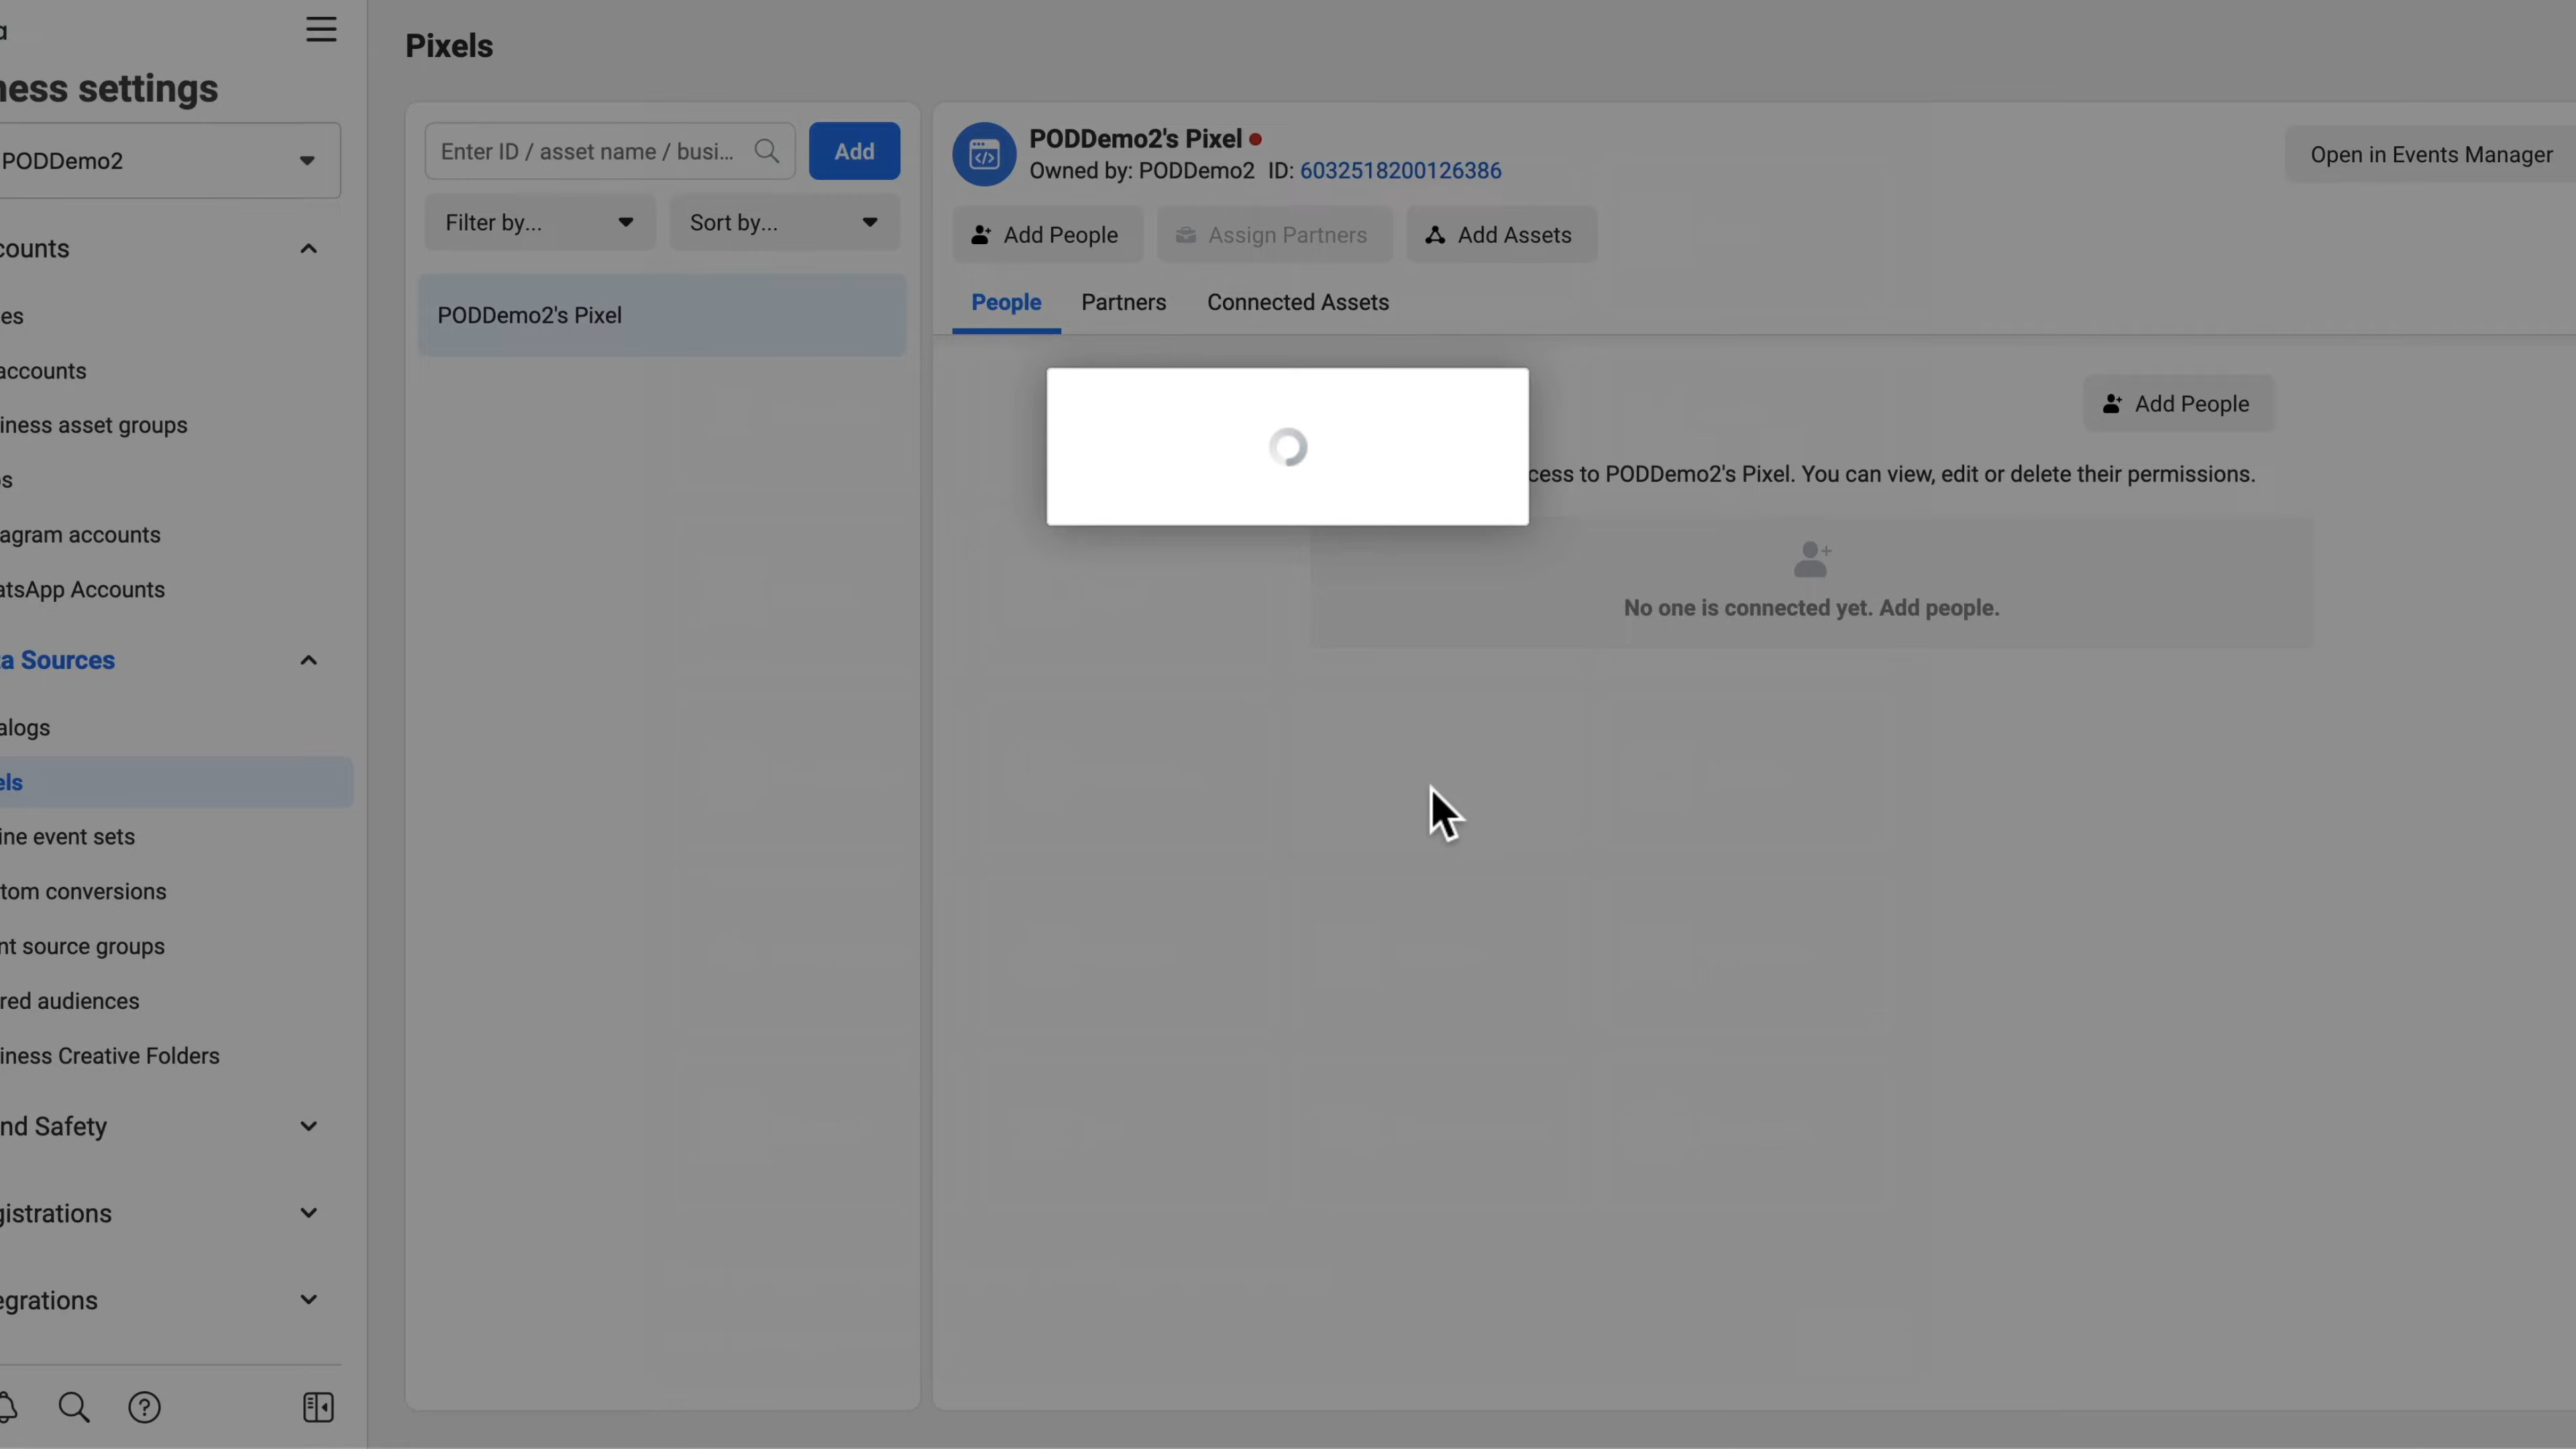 a
ness settings
PODDemo2
counts
es
accounts
iness asset groups
s
agram accounts
atsApp Accounts
ta Sources
alogs
els
ine event sets
tom conversions
nt source groups
red audiences
iness Creative Folders
nd Safety
gistrations
egrations
Pixels
Enter ID / asset name / busi...
Add
Filter by...
Sort by...
PODDemo2's Pixel
PODDemo2's Pixel
Owned by: PODDemo2 ID: 6032518200126386
Open in Events Manager
Add People
Assign Partners
Add Assets
People
Partners
Connected Assets
Add People
cess to PODDemo2's Pixel. You can view, edit or delete their permissions.
No one is connected yet. Add people.